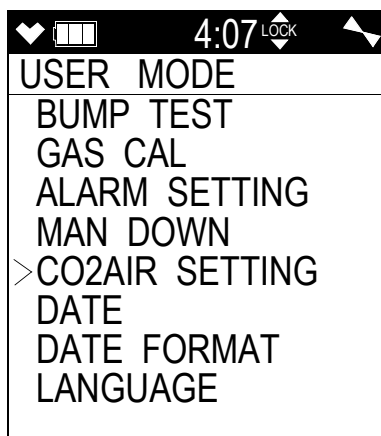 4:07 LOCK
USER MODE
BUMP TEST
GAS CAL
ALARM SETTING
MAN DOWN
>CO2AIR SETTING
DATE
DATE FORMAT
LANGUAGE